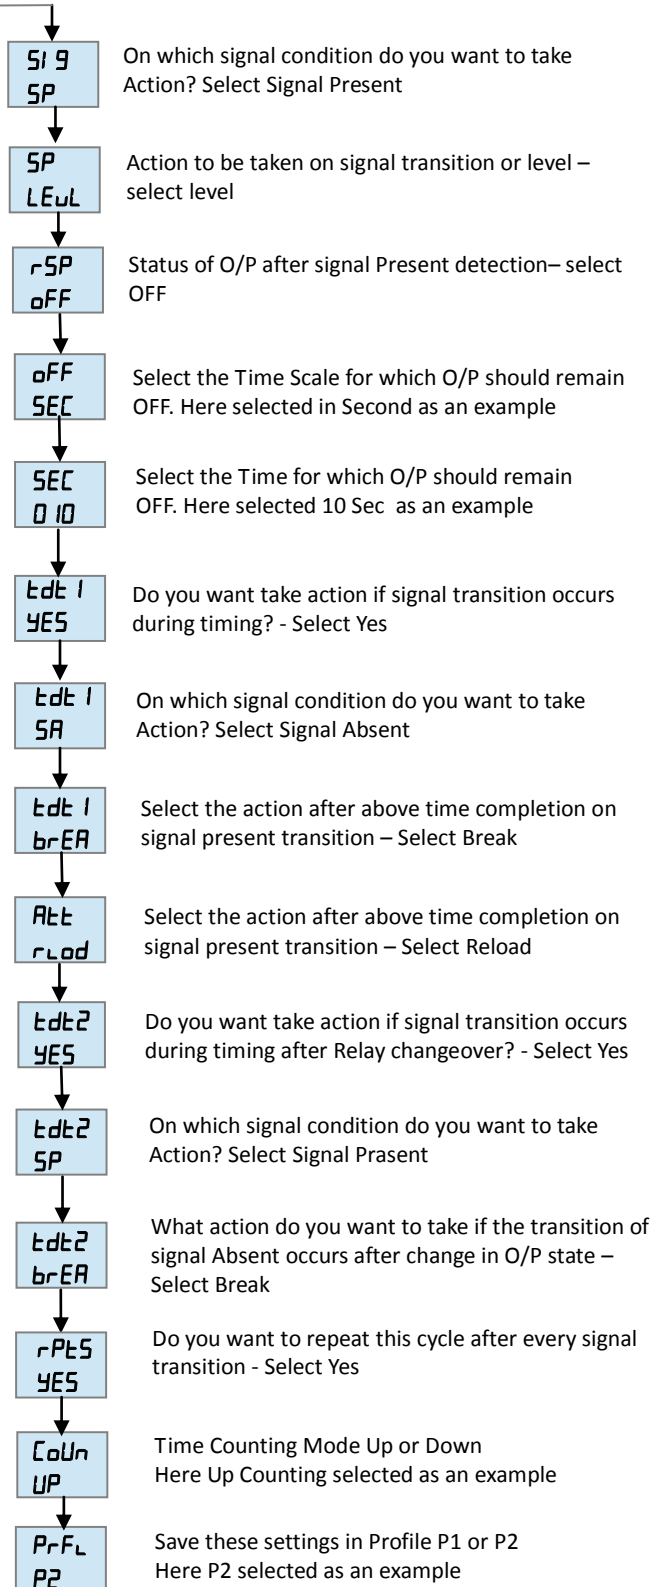 SI 9
SP
On which signal condition do you want to take
Action? Select Signal Present
SP
LEuL
Action to be taken on signal transition or level –
select level
rSP
oFF
Status of O/P after signal Present detection– select
OFF
oFF
SEC
Select the Time Scale for which O/P should remain
OFF. Here selected in Second as an example
SEC
0 10
Select the Time for which O/P should remain
OFF. Here selected 10 Sec as an example
tdt 1
YES
Do you want take action if signal transition occurs
during timing? - Select Yes
tdt 1
SA
On which signal condition do you want to take
Action? Select Signal Absent
tdt 1
brEA
Select the action after above time completion on
signal present transition – Select Break
Att
rLod
Select the action after above time completion on
signal present transition – Select Reload
tdt2
YES
Do you want take action if signal transition occurs
during timing after Relay changeover? - Select Yes
tdt2
SP
On which signal condition do you want to take
Action? Select Signal Prasent
tdt2
brEA
What action do you want to take if the transition of
signal Absent occurs after change in O/P state –
Select Break
rPtS
YES
Do you want to repeat this cycle after every signal
transition - Select Yes
CoUn
UP
Time Counting Mode Up or Down
Here Up Counting selected as an example
PrFL
P2
Save these settings in Profile P1 or P2
Here P2 selected as an example